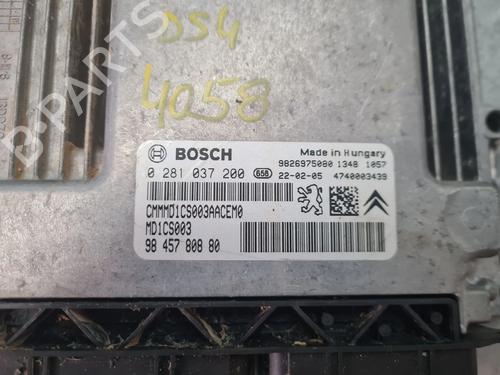 DS4
4058
BOSCH
Made in Hungary
9826975080 1348 1057
0 281 037 200 658 22-02-05 4740003439
CMMMD1CS003AACEM0
MD1CS003
98 457 808 80